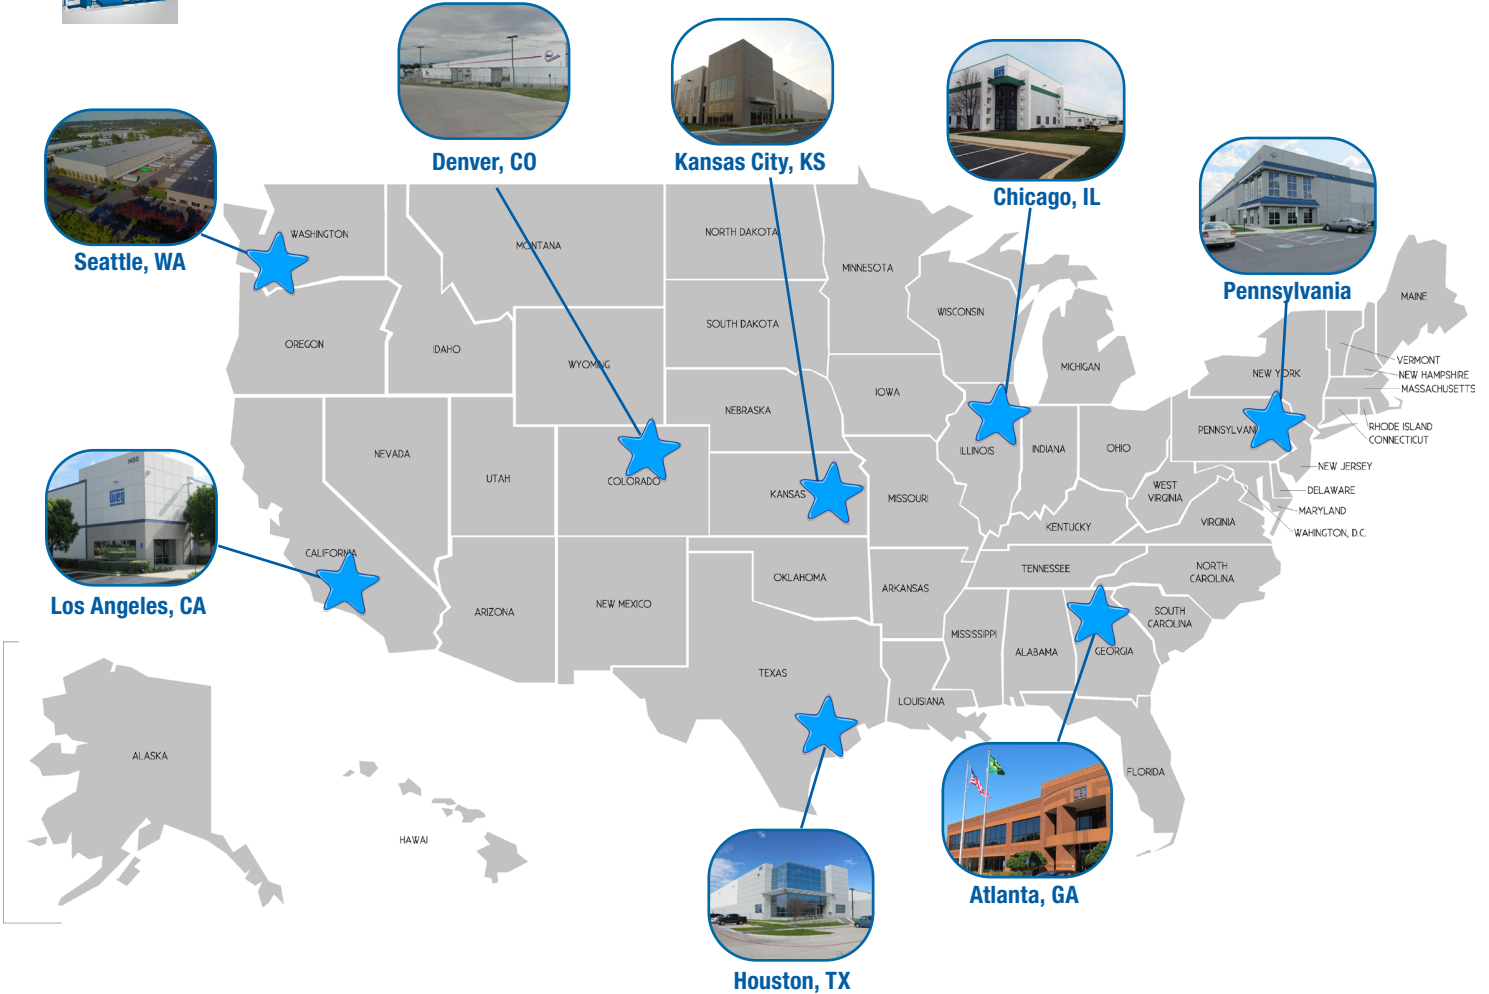 Denver, CO
Kansas City, KS
Chicago, IL
Seattle, WA
Pennsylvania
WASHINGTON
MONTANA
NORTH DAKOTA
MINNESOTA
MAINE
OREGON
IDAHO
WYOMING
SOUTH DAKOTA
WISCONSIN
MICHIGAN
NEW YORK
VERMONT
NEW HAMPSHIRE
MASSACHUSETTS
IOWA
NEBRASKA
NEVADA
UTAH
COLORADO
KANSAS
MISSOURI
ILLINOIS
INDIANA
OHIO
PENNSYLVANI
RHODE ISLAND
CONNECTICUT
NEW JERSEY
DELAWARE
MARYLAND
WAHINGTON, D.C.
WEST
VIRGINIA
VIRGINIA
KENTUCKY
1400
WEG
CALIFORNIA
Los Angeles, CA
ARIZONA
NEW MEXICO
OKLAHOMA
ARKANSAS
TENNESSEE
NORTH
CAROLINA
SOUTH
CAROLINA
MISSISSIPPI
ALABAMA
GEORGIA
TEXAS
LOUISIANA
FLORIDA
ALASKA
HAWAI
Atlanta, GA
Houston, TX